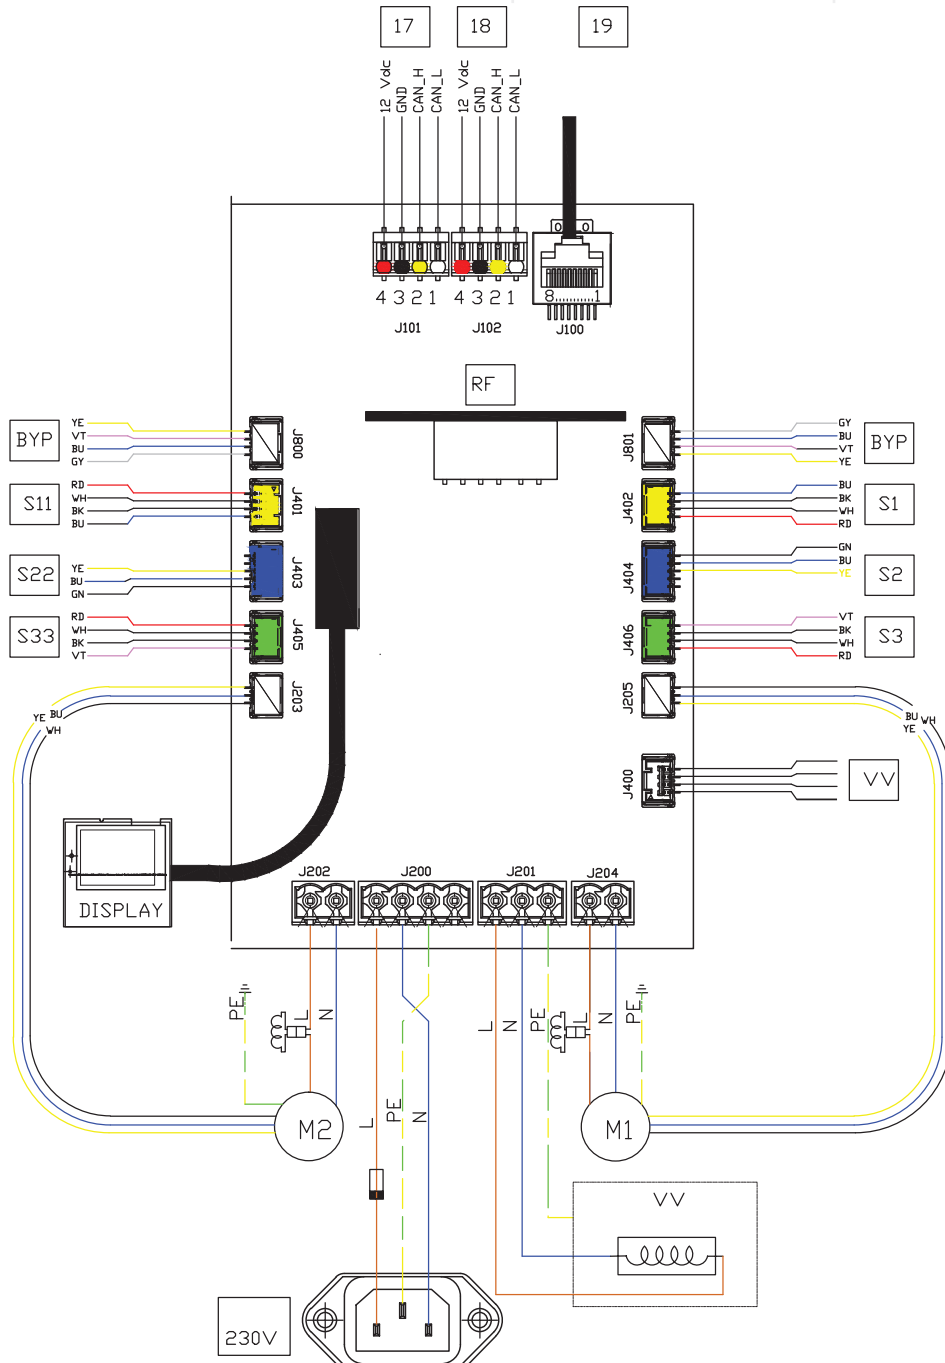 17 18 19
12 Vdc GND CAN_H CAN_L 12 Vdc GND CAN_H CAN_L
4 3 2 1 4 3 2 1 8 1
J101 J102 J100
RF
BYP YE VT BU GY J800
J801 GY BU VT YE BYP
S11 RD WH BK BU J401
J402 BU BK WH RD S1
S22 YE BU GN J403
J404 GN BU YE S2
S33 RD WH BK VT J405
J406 VT BK WH RD S3
J203 J205
YE BU WH
BU WH YE
J400 VV
DISPLAY
J202 J200 J201 J204
PE L N L N PE L N PE
M2 L PE N M1
VV
230V